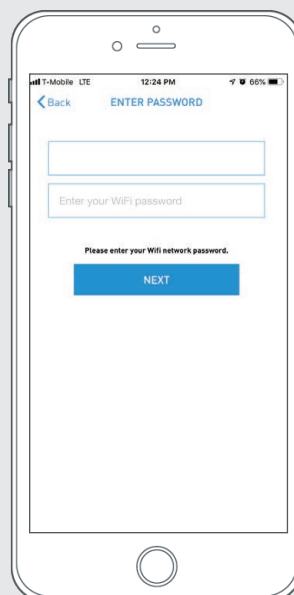 T-Mobile LTE 12:24 PM 66%
Back ENTER PASSWORD
Enter your WiFi password
Please enter your Wifi network password.
NEXT